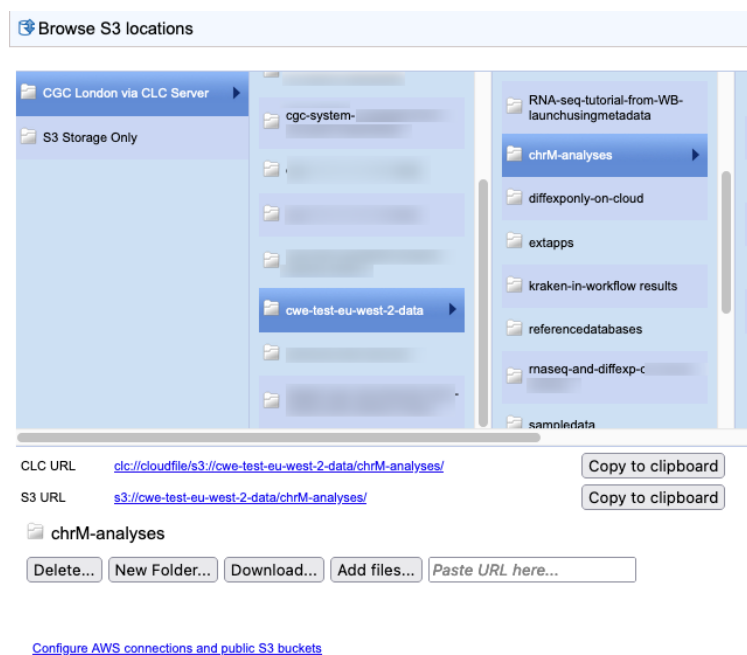 Browse S3 locations
CGC London via CLC Server
S3 Storage Only
cgc-system-
cwe-test-eu-west-2-data
RNA-seq-tutorial-from-WB-
launchusingmetadata
chrM-analyses
diffexponly-on-cloud
extapps
kraken-in-workflow results
referencedatabases
rnaseq-and-diffexp-c
sampledata
CLC URL clc://cloudfile/s3://cwe-test-eu-west-2-data/chrM-analyses/ Copy to clipboard
S3 URL s3://cwe-test-eu-west-2-data/chrM-analyses/ Copy to clipboard
chrM-analyses
Delete... New Folder... Download... Add files... Paste URL here...
Configure AWS connections and public S3 buckets